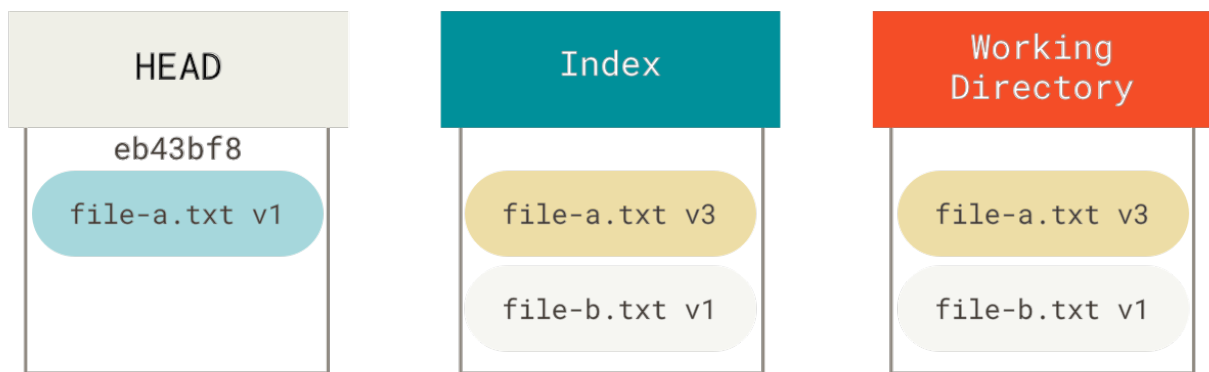 HEAD
eb43bf8
file-a.txt v1
Index
file-a.txt v3
file-b.txt v1
Working
Directory
file-a.txt v3
file-b.txt v1